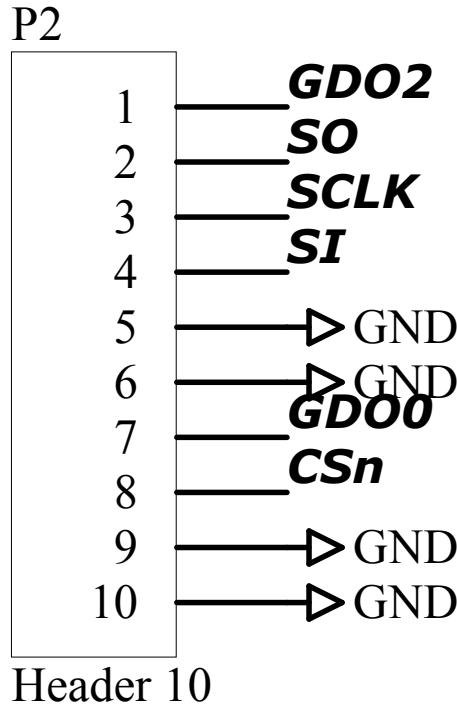 P2
1 GDO2
2 SO
3 SCLK
4 SI
5 GND
6 GND
7 GDO0
8 CSn
9 GND
10 GND
Header 10